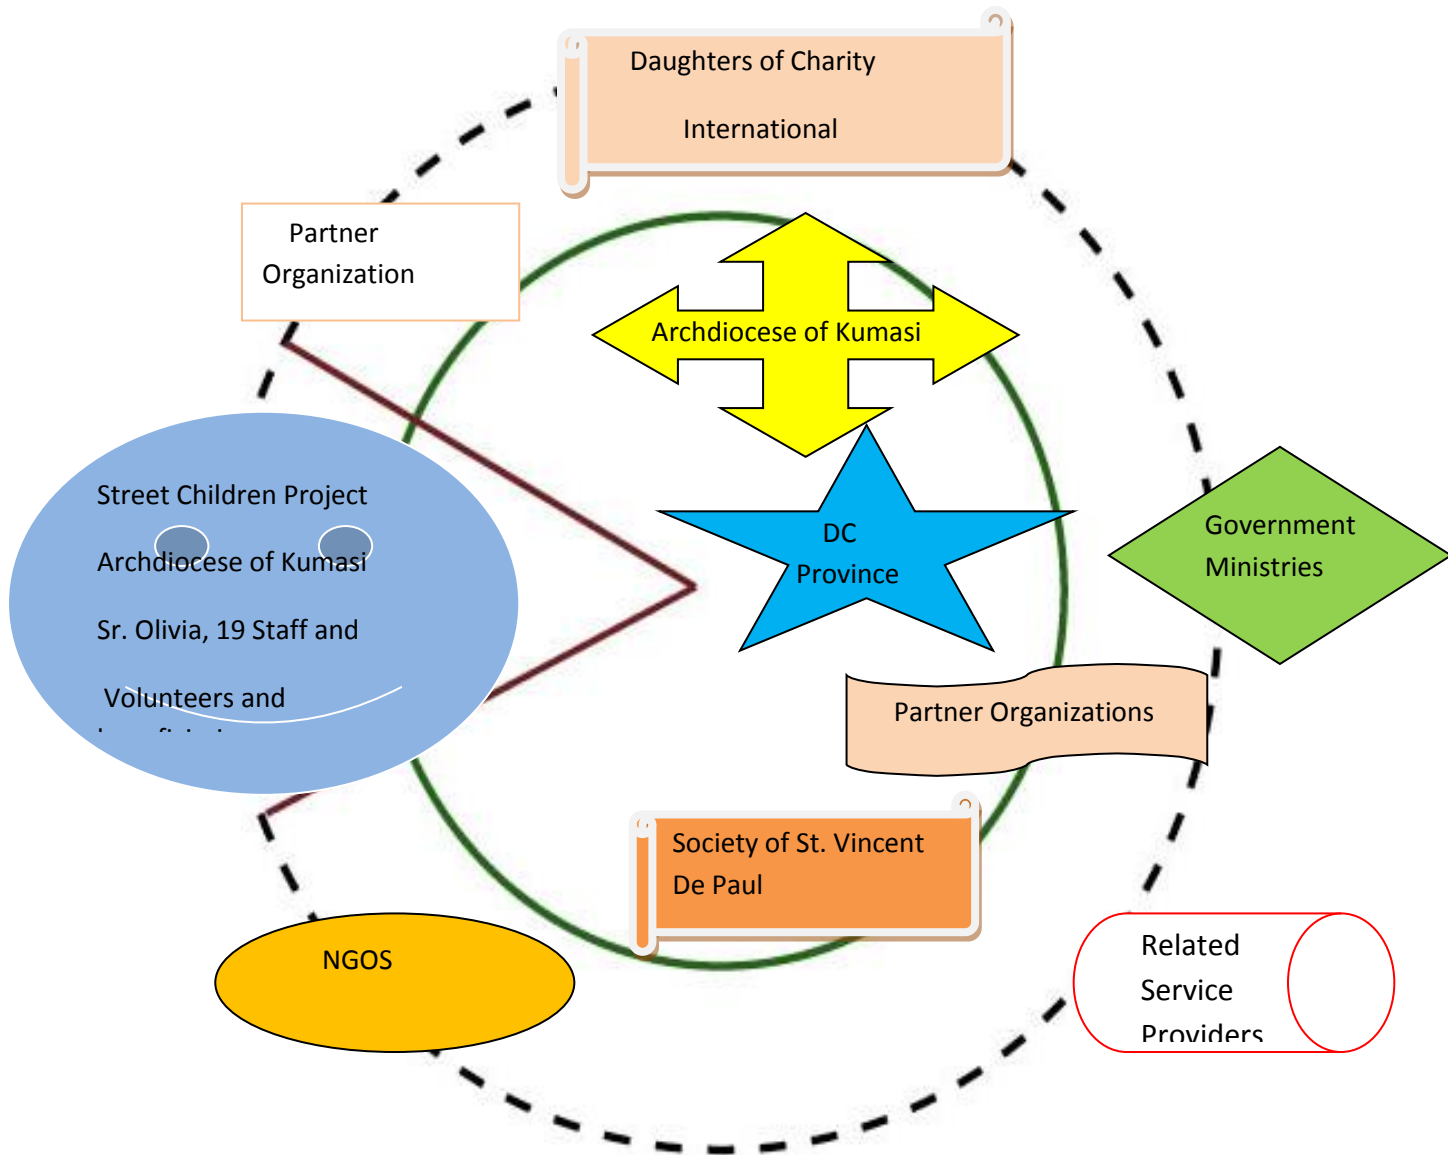 Daughters of Charity
International
Partner
Organization
Archdiocese of Kumasi
Street Children Project
Archdiocese of Kumasi
Sr. Olivia, 19 Staff and
Volunteers and
DC
Province
Government
Ministries
Partner Organizations
Society of St. Vincent
De Paul
NGOS
Related
Service
Providers